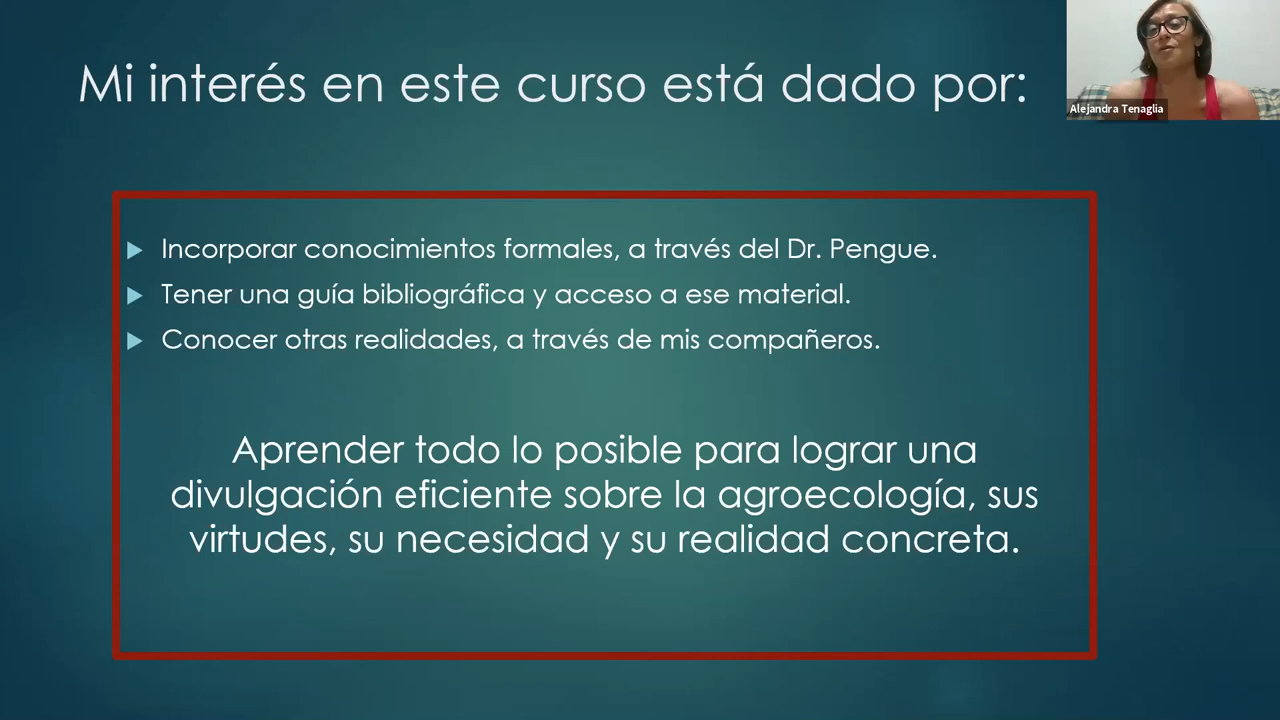 Mi interés en este curso está dado por:
Alejandra Tenaglia
Incorporar conocimientos formales, a través del Dr. Pengue.
Tener una guía bibliográfica y acceso a ese material.
Conocer otras realidades, a través de mis compañeros.
Aprender todo lo posible para lograr una
divulgación eficiente sobre la agroecología, sus
virtudes, su necesidad y su realidad concreta.